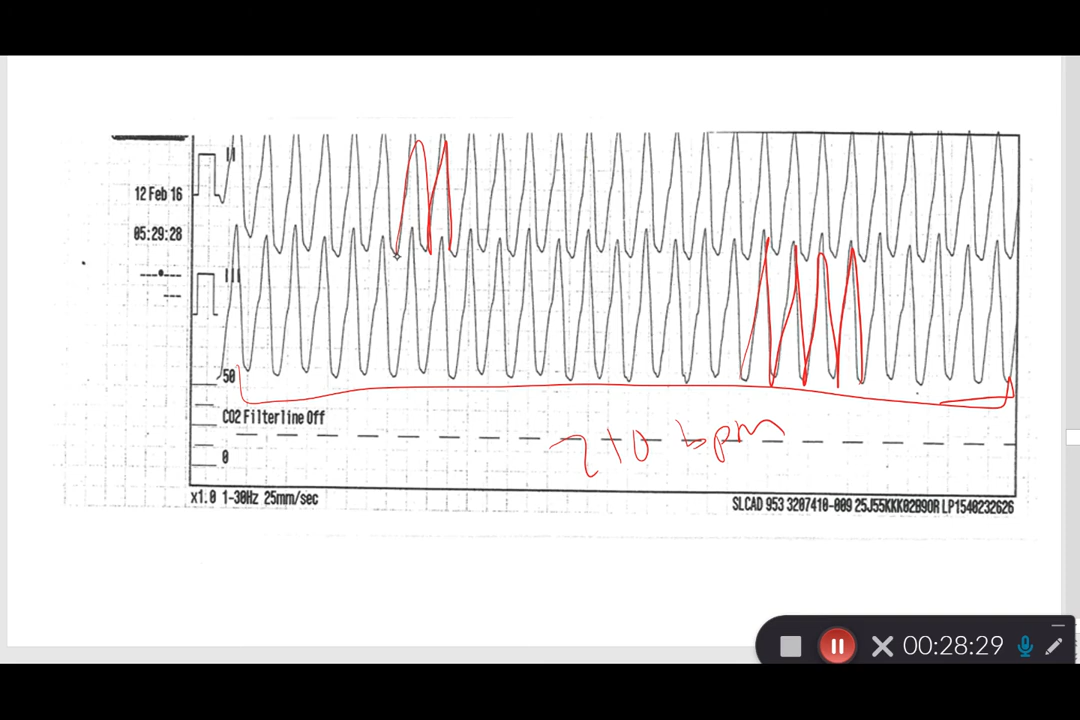 II
12 Feb 16
05:29:28
III
50
CO2 Filterline Off
210 bpm
0
x1.0 1-30Hz 25mm/sec
SLCAD 953 3207410-009 25J55KKK02B9OR LP1540232626
00:28:29